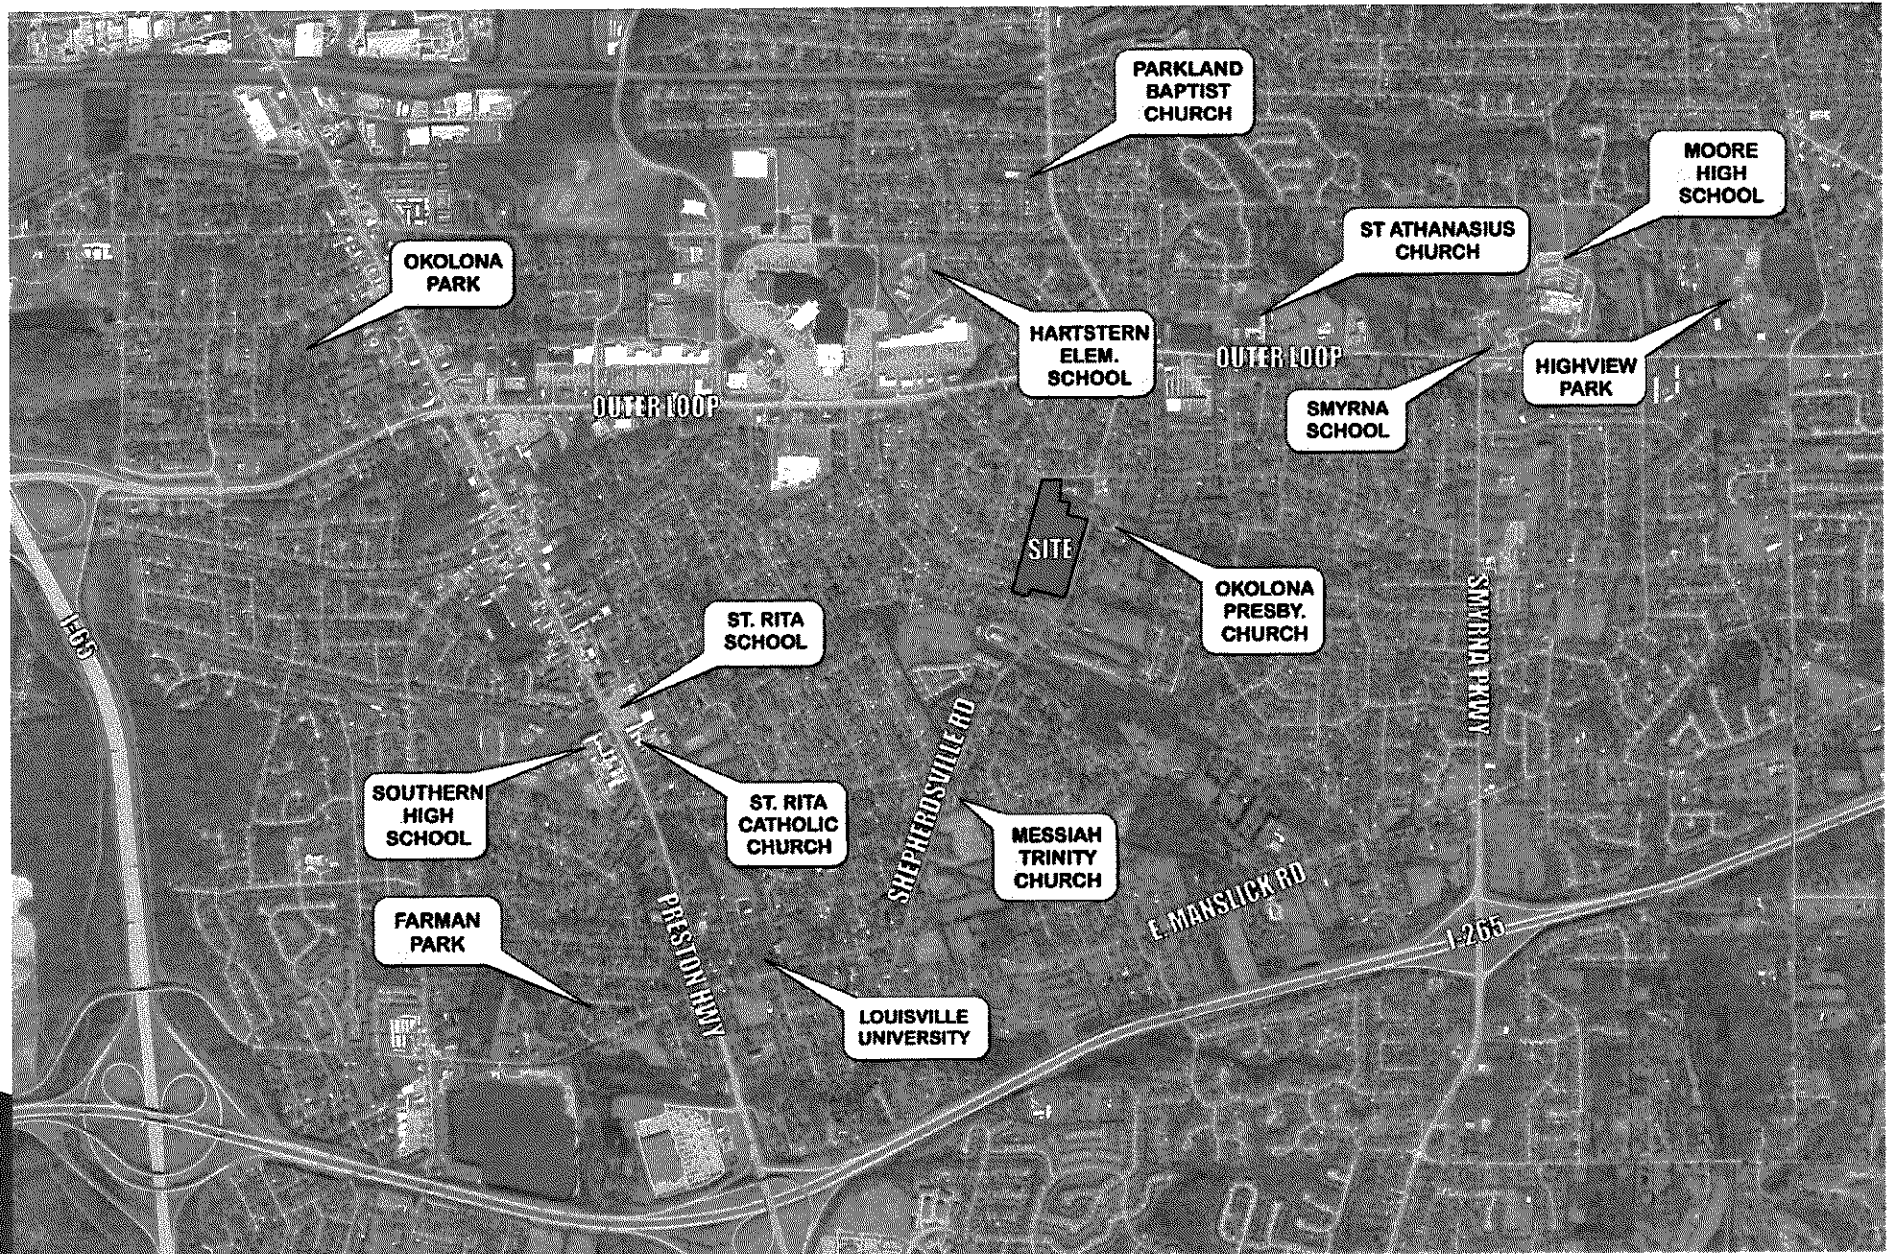 PARKLAND
BAPTIST
CHURCH
MOORE
HIGH
SCHOOL
ST ATHANASIUS
CHURCH
OKOLONA
PARK
HARTSTERN
ELEM.
SCHOOL
OUTER LOOP
HIGHVIEW
PARK
OUTER LOOP
SMYRNA
SCHOOL
SITE
OKOLONA
PRESBY.
CHURCH
ST. RITA
SCHOOL
I-65
SMYRNA PKWY
SOUTHERN
HIGH
SCHOOL
ST. RITA
CATHOLIC
CHURCH
SHEPHERDSVILLE RD
MESSIAH
TRINITY
CHURCH
E. MANSLICK RD
I-265
FARMAN
PARK
PRESTON HWY
LOUISVILLE
UNIVERSITY